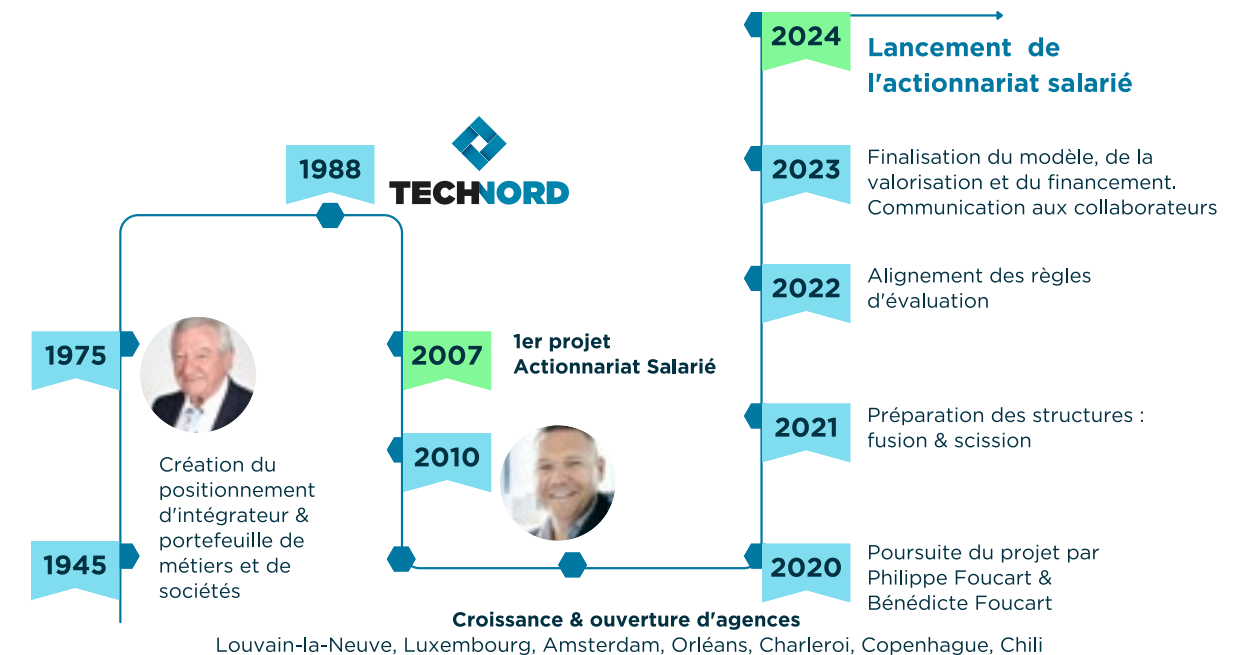 1945
1975
Création du
positionnement
d'intégrateur &
portefeuille de
métiers et de
sociétés
1988
TECHNORD
2007
1er projet
Actionnariat Salarié
2010
Croissance & ouverture d'agences
Louvain-la-Neuve, Luxembourg, Amsterdam, Orléans, Charleroi, Copenhague, Chili
2020
Poursuite du projet par
Philippe Foucart &
Bénédicte Foucart
2021
Préparation des structures :
fusion & scission
2022
Alignement des règles
d'évaluation
2023
Finalisation du modèle, de la
valorisation et du financement.
Communication aux collaborateurs
2024
Lancement de
l'actionnariat salarié